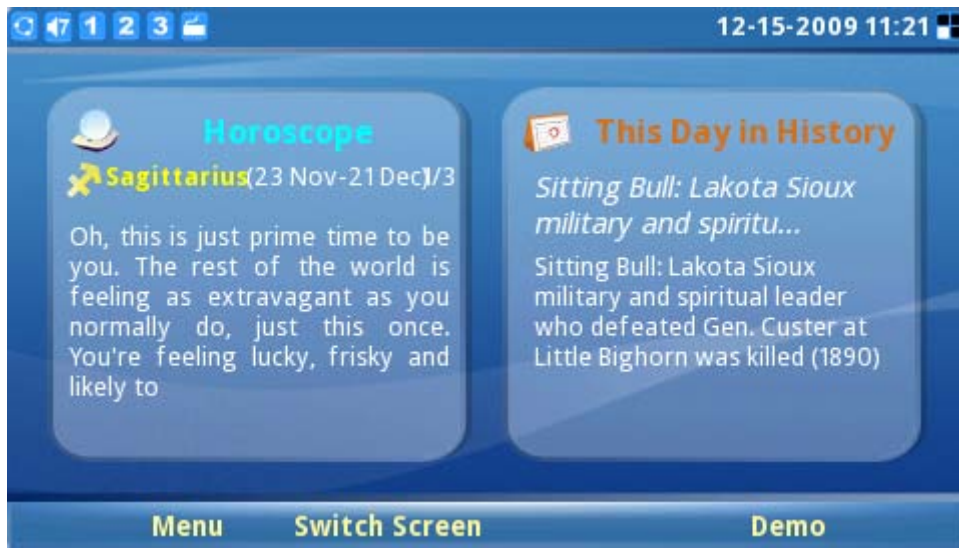 47 1 2 3 12-15-2009 11:21
Horoscope
Sagittarius(23 Nov-21 Dec)1/3
Oh, this is just prime time to be
you. The rest of the world is
feeling as extravagant as you
normally do, just this once.
You're feeling lucky, frisky and
likely to
This Day in History
Sitting Bull: Lakota Sioux
military and spiritu...
Sitting Bull: Lakota Sioux
military and spiritual leader
who defeated Gen. Custer at
Little Bighorn was killed (1890)
Menu Switch Screen Demo